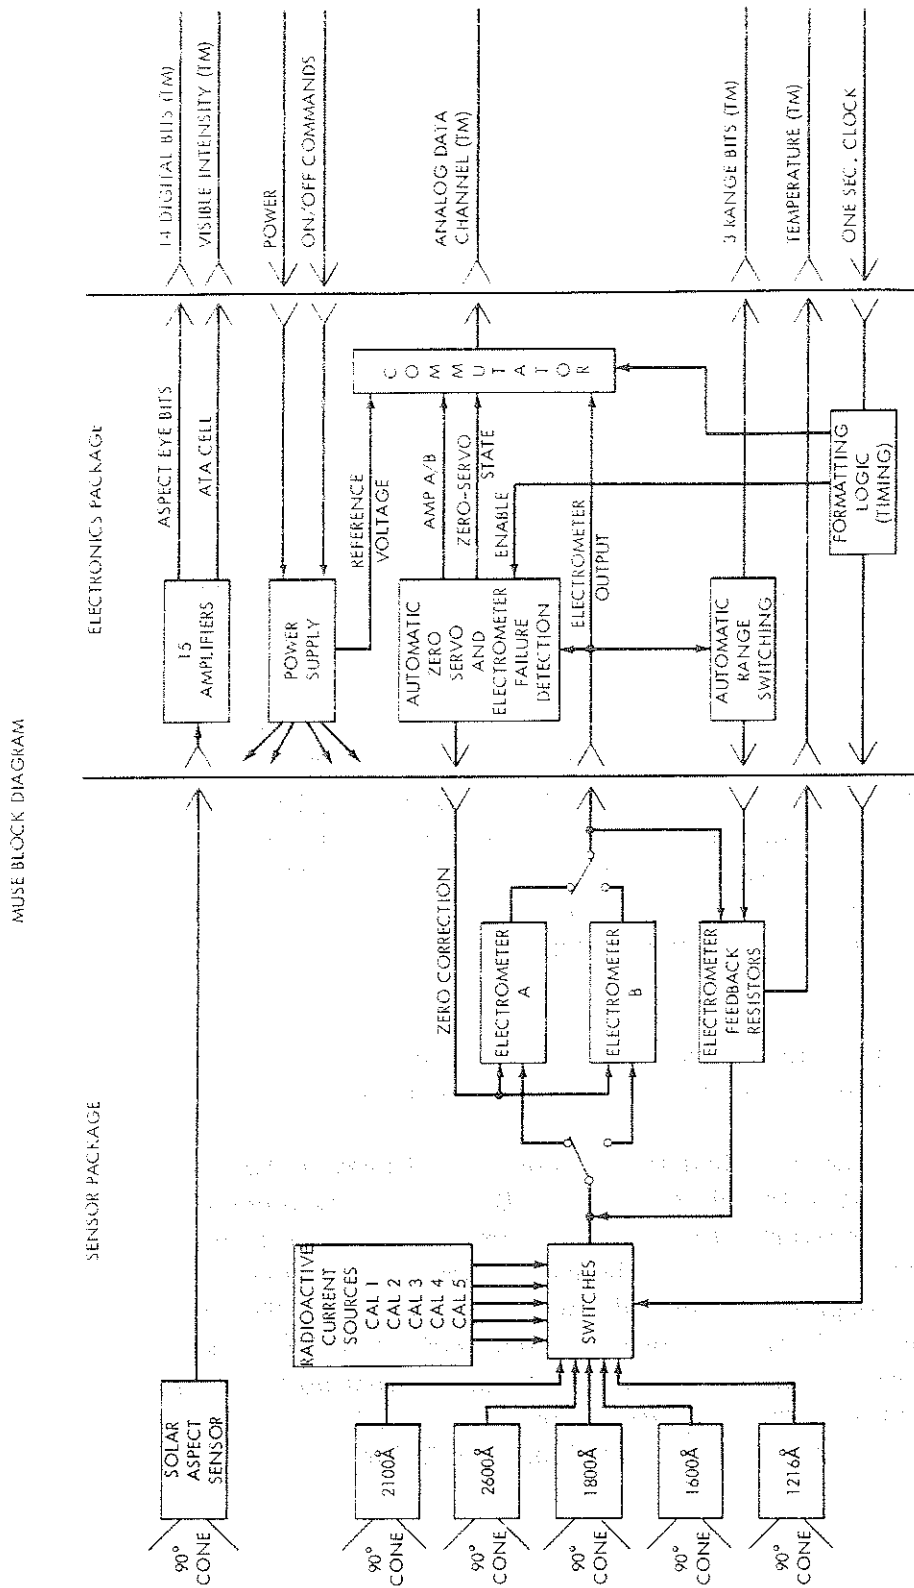 MUSE BLOCK DIAGRAM
SENSOR PACKAGE
ELECTRONICS PACKAGE
90°
CONE
SOLAR
ASPECT
SENSOR
15
AMPLIFIERS
ASPECT EYE BITS
ATA CELL
14 DIGITAL BITS (TM)
VISIBLE INTENSITY (TM)
POWER
SUPPLY
POWER
ON/OFF COMMANDS
REFERENCE
VOLTAGE
RADIOACTIVE
CURRENT
SOURCES
CAL 1
CAL 2
CAL 3
CAL 4
CAL 5
90°
CONE
2100Å
90°
CONE
2600Å
90°
CONE
1800Å
90°
CONE
1600Å
90°
CONE
1216Å
SWITCHES
ZERO CORRECTION
ELECTROMETER
A
ELECTROMETER
B
ELECTROMETER
FEEDBACK
RESISTORS
AUTOMATIC
ZERO
SERVO
AND
ELECTROMETER
FAILURE
DETECTION
AMP A/B
ZERO-SERVO
STATE
ENABLE
ELECTROMETER
OUTPUT
COMMUTATOR
ANALOG DATA
CHANNEL (TM)
AUTOMATIC
RANGE
SWITCHING
3 RANGE BITS (TM)
TEMPERATURE (TM)
FORMATTING
LOGIC
(TIMING)
ONE SEC. CLOCK